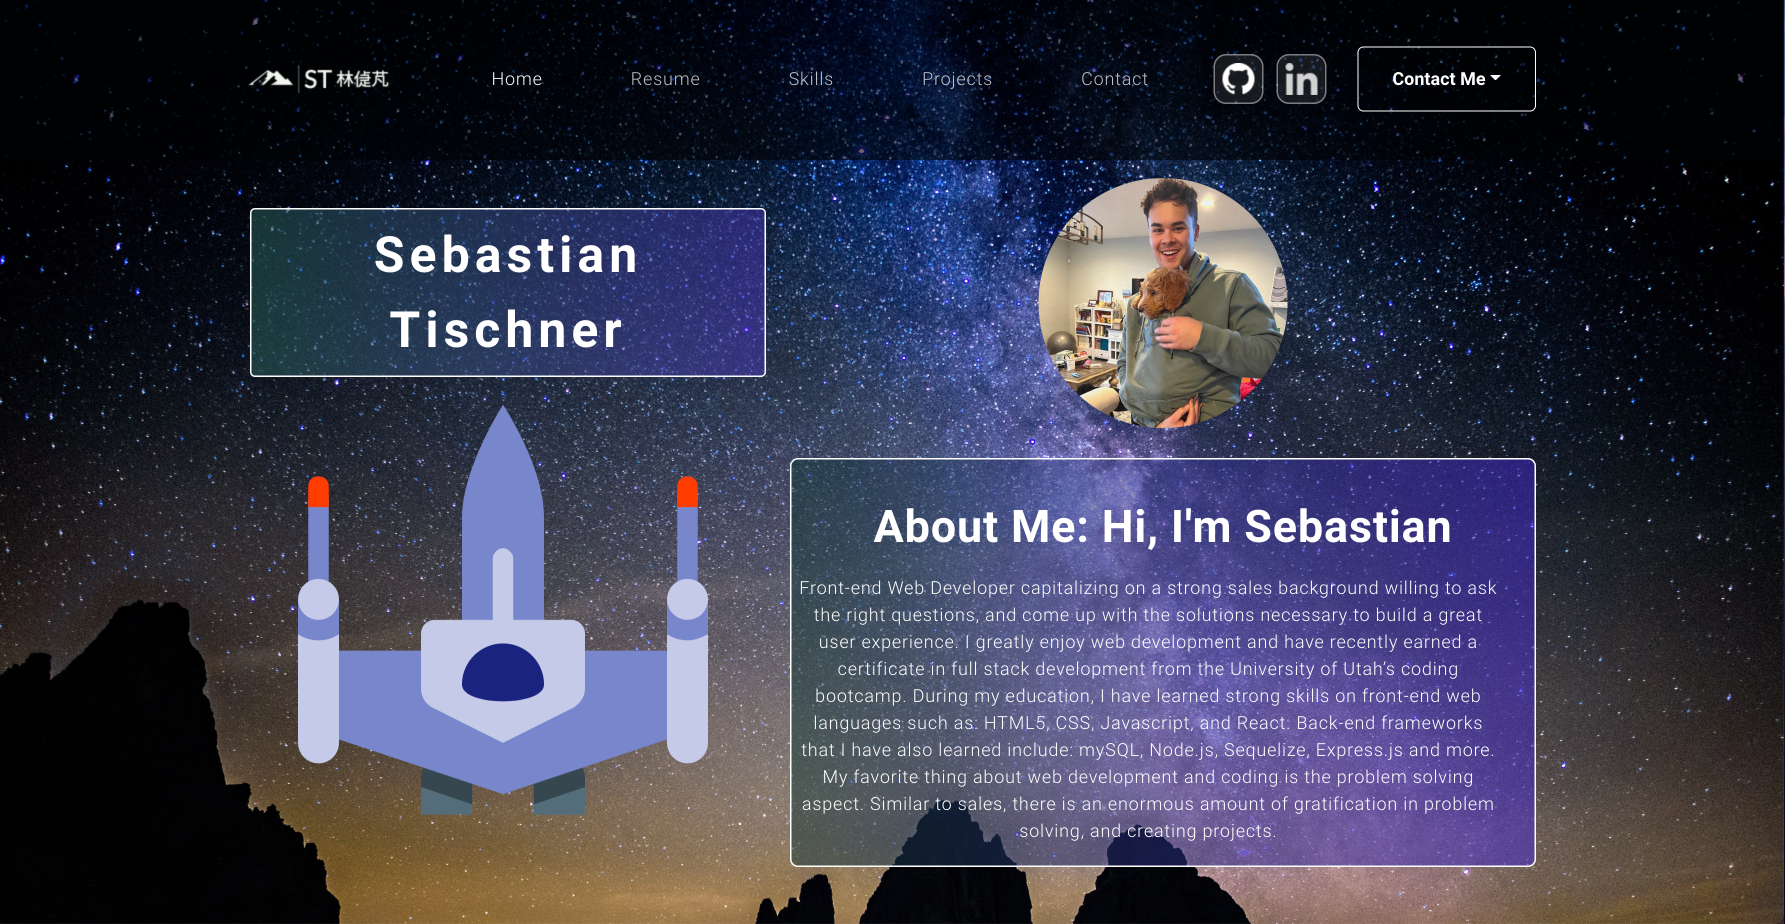 ST 林偍芃
Home
Resume
Skills
Projects
Contact
in
Contact Me
Sebastian
Tischner
About Me: Hi, I'm Sebastian
Front-end Web Developer capitalizing on a strong sales background willing to ask
the right questions, and come up with the solutions necessary to build a great
user experience. I greatly enjoy web development and have recently earned a
certificate in full stack development from the University of Utah's coding
bootcamp. During my education, I have learned strong skills on front-end web
languages such as: HTML5, CSS, Javascript, and React. Back-end frameworks
that I have also learned include: mySQL, Node.js, Sequelize, Express.js and more.
My favorite thing about web development and coding is the problem solving
aspect. Similar to sales, there is an enormous amount of gratification in problem
solving, and creating projects.